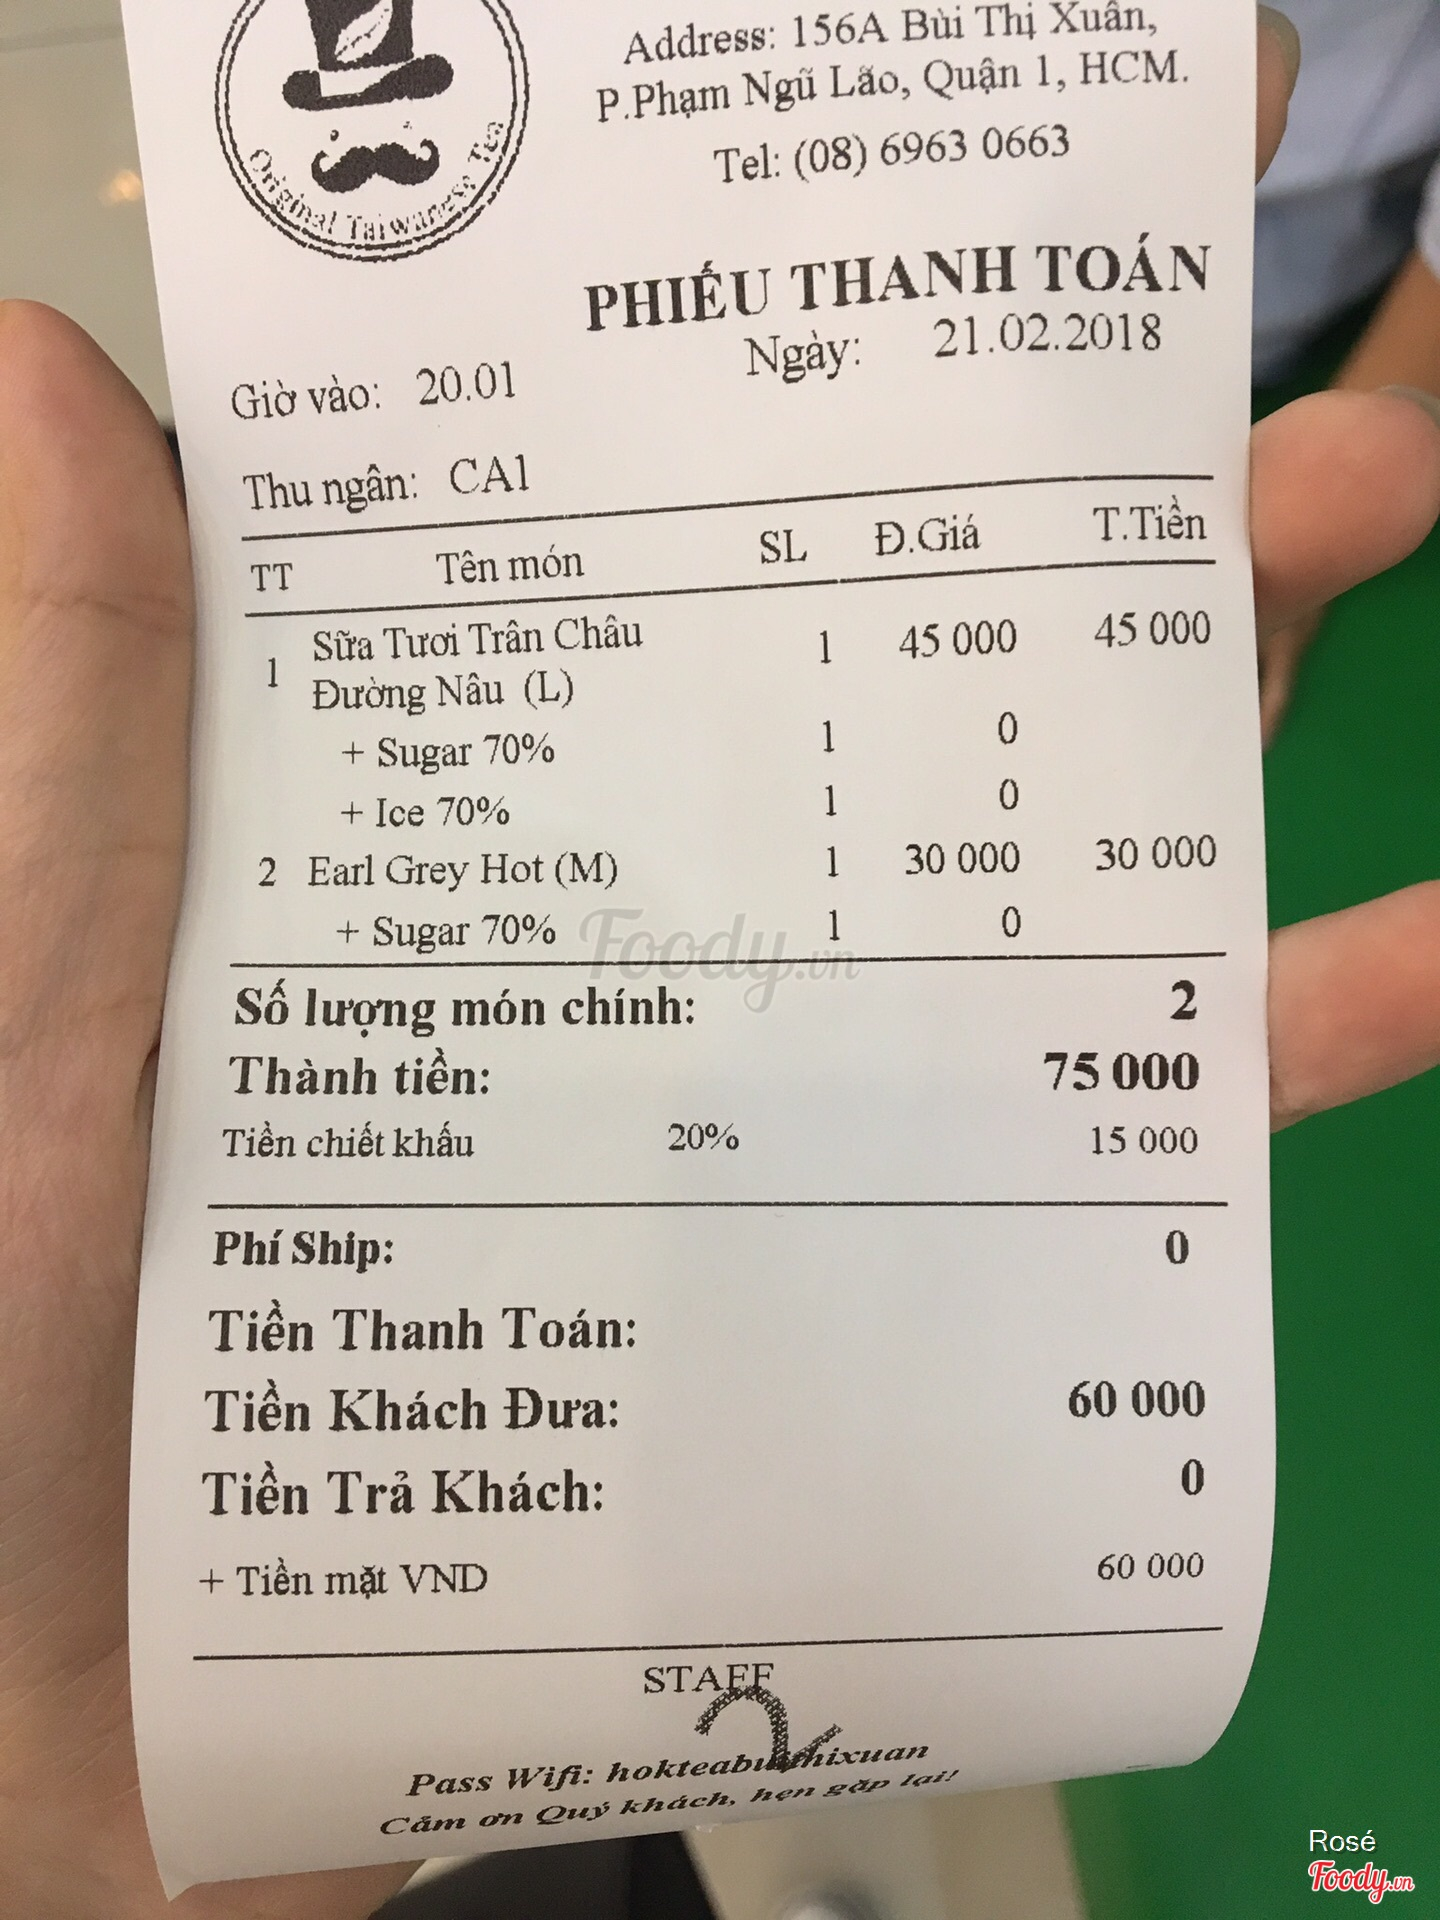 Original Taiwanese Tea
Address: 156A Bùi Thị Xuân,
P.Phạm Ngũ Lão, Quận 1, HCM.
Tel: (08) 6963 0663
PHIẾU THANH TOÁN
Ngày: 21.02.2018
Giờ vào: 20.01
Thu ngân: CA1
TT Tên món SL Đ.Giá T.Tiền
1 Sữa Tươi Trân Châu 1 45 000 45 000
Đường Nâu (L)
+ Sugar 70% 1 0
+ Ice 70% 1 0
2 Earl Grey Hot (M) 1 30 000 30 000
+ Sugar 70% 1 0
Foody.vn
Số lượng món chính: 2
Thành tiền: 75 000
Tiền chiết khấu 20% 15 000
Phí Ship: 0
Tiền Thanh Toán:
Tiền Khách Đưa: 60 000
Tiền Trả Khách: 0
+ Tiền mặt VND 60 000
STAFF
Pass Wifi: hokteabuithixuan
Cảm ơn Quý khách, hẹn gặp lại!
Rosé
Foody.vn